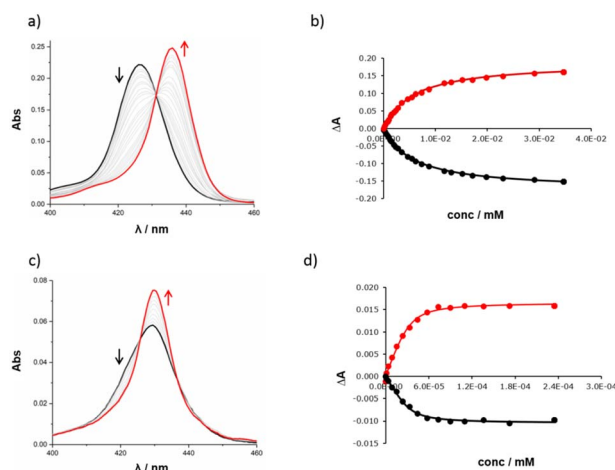 a)
b)
0.25
0.20
0.15
0.10
0.05
0.00
Abs
400
420
440
460
λ / nm
0.20
0.15
0.10
0.05
0.00
-0.05
-0.10
-0.15
-0.20
ΔA
1.0E-02
2.0E-02
3.0E-02
4.0E-02
conc / mM
c)
d)
0.08
0.06
0.04
0.02
0.00
Abs
400
420
440
460
λ / nm
0.020
0.015
0.010
0.005
0.000
-0.005
-0.010
-0.015
ΔA
6.0E-05
1.2E-04
1.8E-04
2.4E-04
3.0E-04
conc / mM